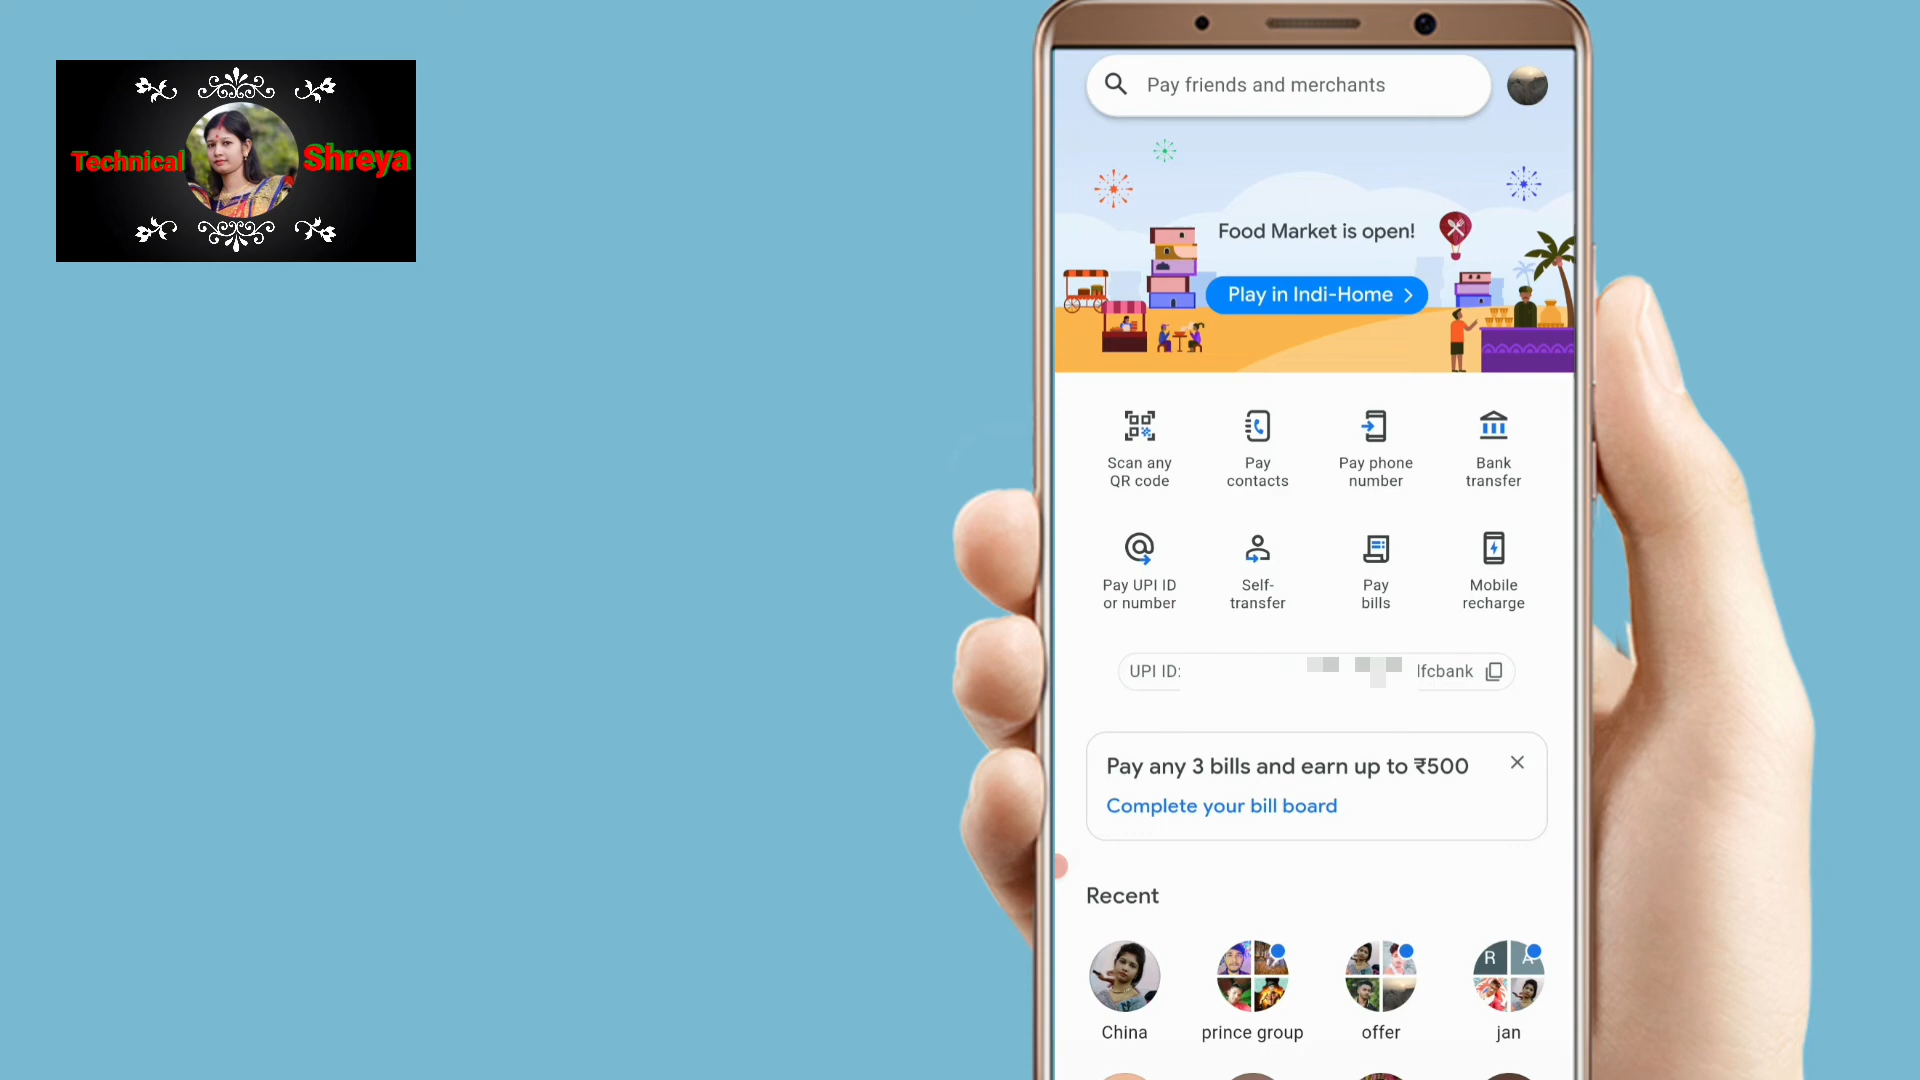 Technical Shreya
Pay friends and merchants
Food Market is open!
Play in Indi-Home
Scan any
QR code
Pay
contacts
Pay phone
number
Bank
transfer
Pay UPI ID
or number
Self-
transfer
Pay
bills
Mobile
recharge
UPI ID: lfcbank
Pay any 3 bills and earn up to ₹500
Complete your bill board
Recent
R A
China
prince group
offer
jan